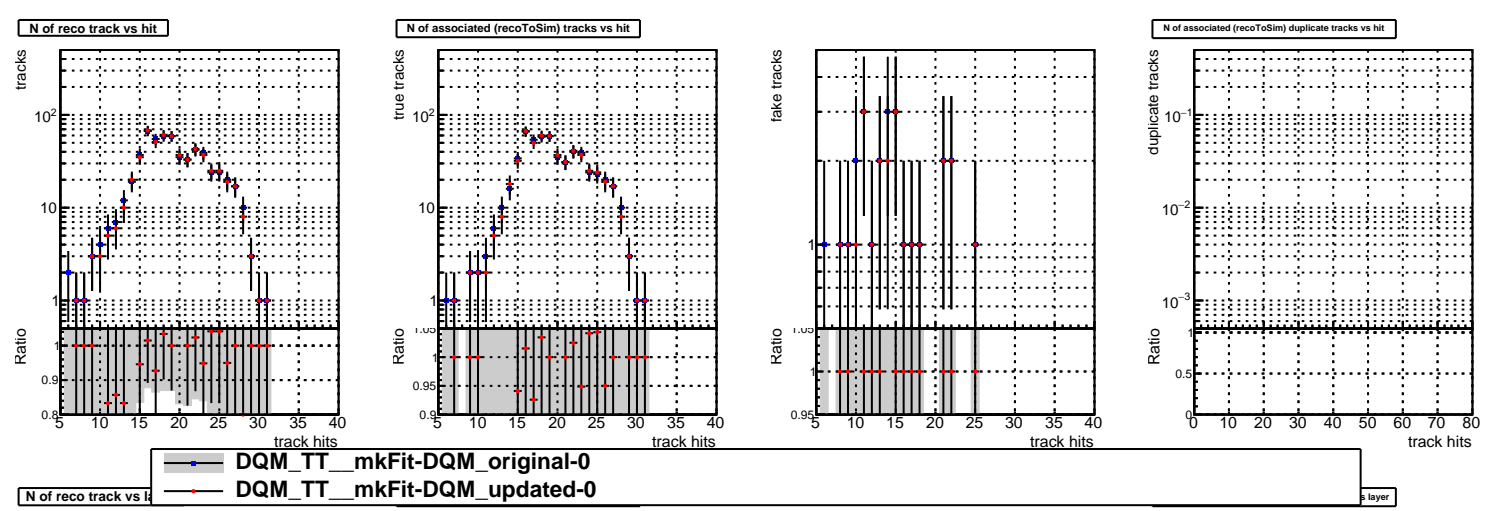 N of reco track vs hit
N of associated (recoToSim) tracks vs hit
N of associated (recoToSim) duplicate tracks vs hit
tracks
10²
10
1
Ratio
1
0.9
0.8
5 10 15 20 25 30 35 40
track hits
true tracks
10²
10
1
Ratio
1.05
1
0.95
0.9
5 10 15 20 25 30 35 40
track hits
fake tracks
1
Ratio
1.05
1
0.95
5 10 15 20 25 30 35 40
track hits
duplicate tracks
10⁻¹
10⁻²
10⁻³
Ratio
1
0.5
0
0 10 20 30 40 50 60 70 80
track hits
DQM_TT__mkFit-DQM_original-0
DQM_TT__mkFit-DQM_updated-0
N of reco track vs la
s layer